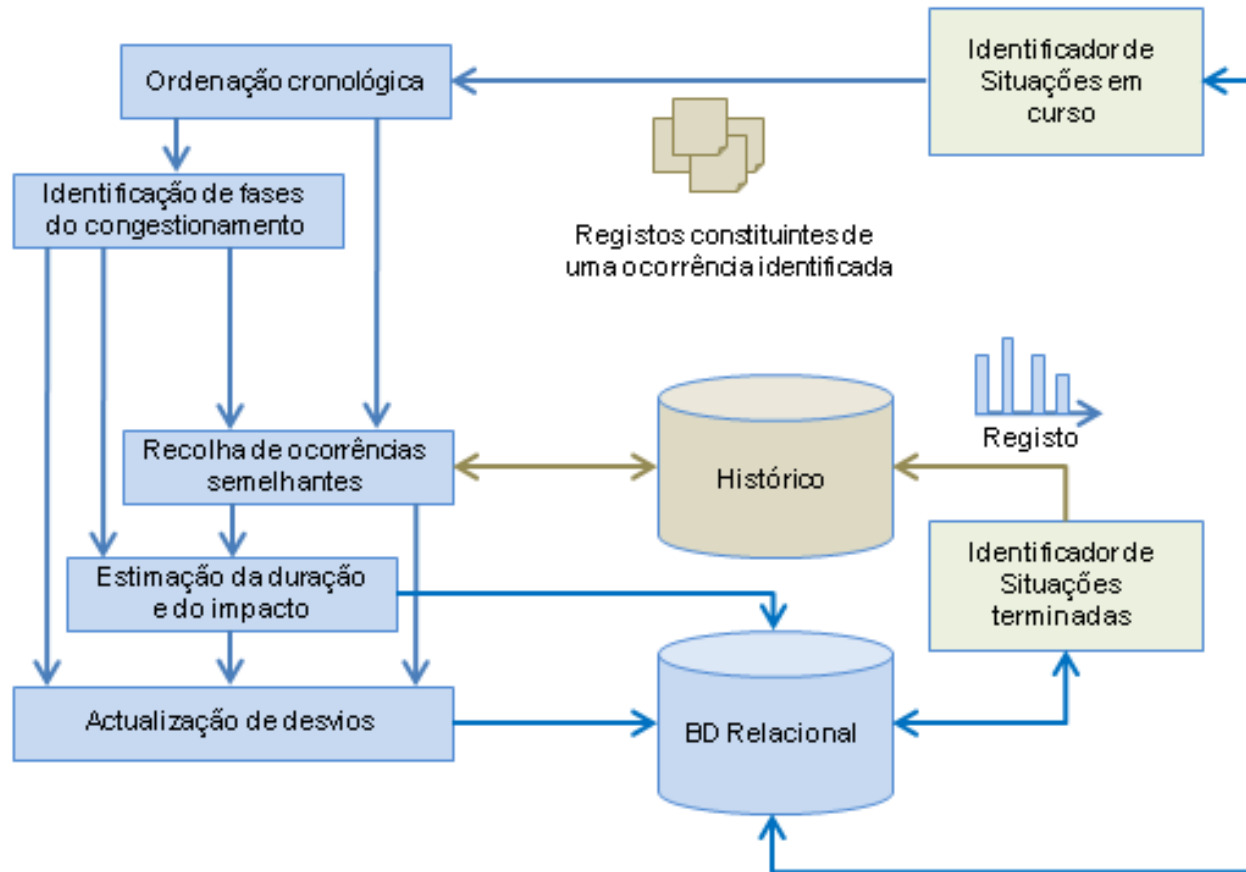 Ordenação cronológica
Identificador de
Situações em
curso
Identificação de fases
do congestionamento
Registos constituintes de
uma ocorrência identificada
Recolha de ocorrências
semelhantes
Histórico
Registo
Estimação da duração
e do impacto
Identificador de
Situações
terminadas
Actualização de desvios
BD Relacional